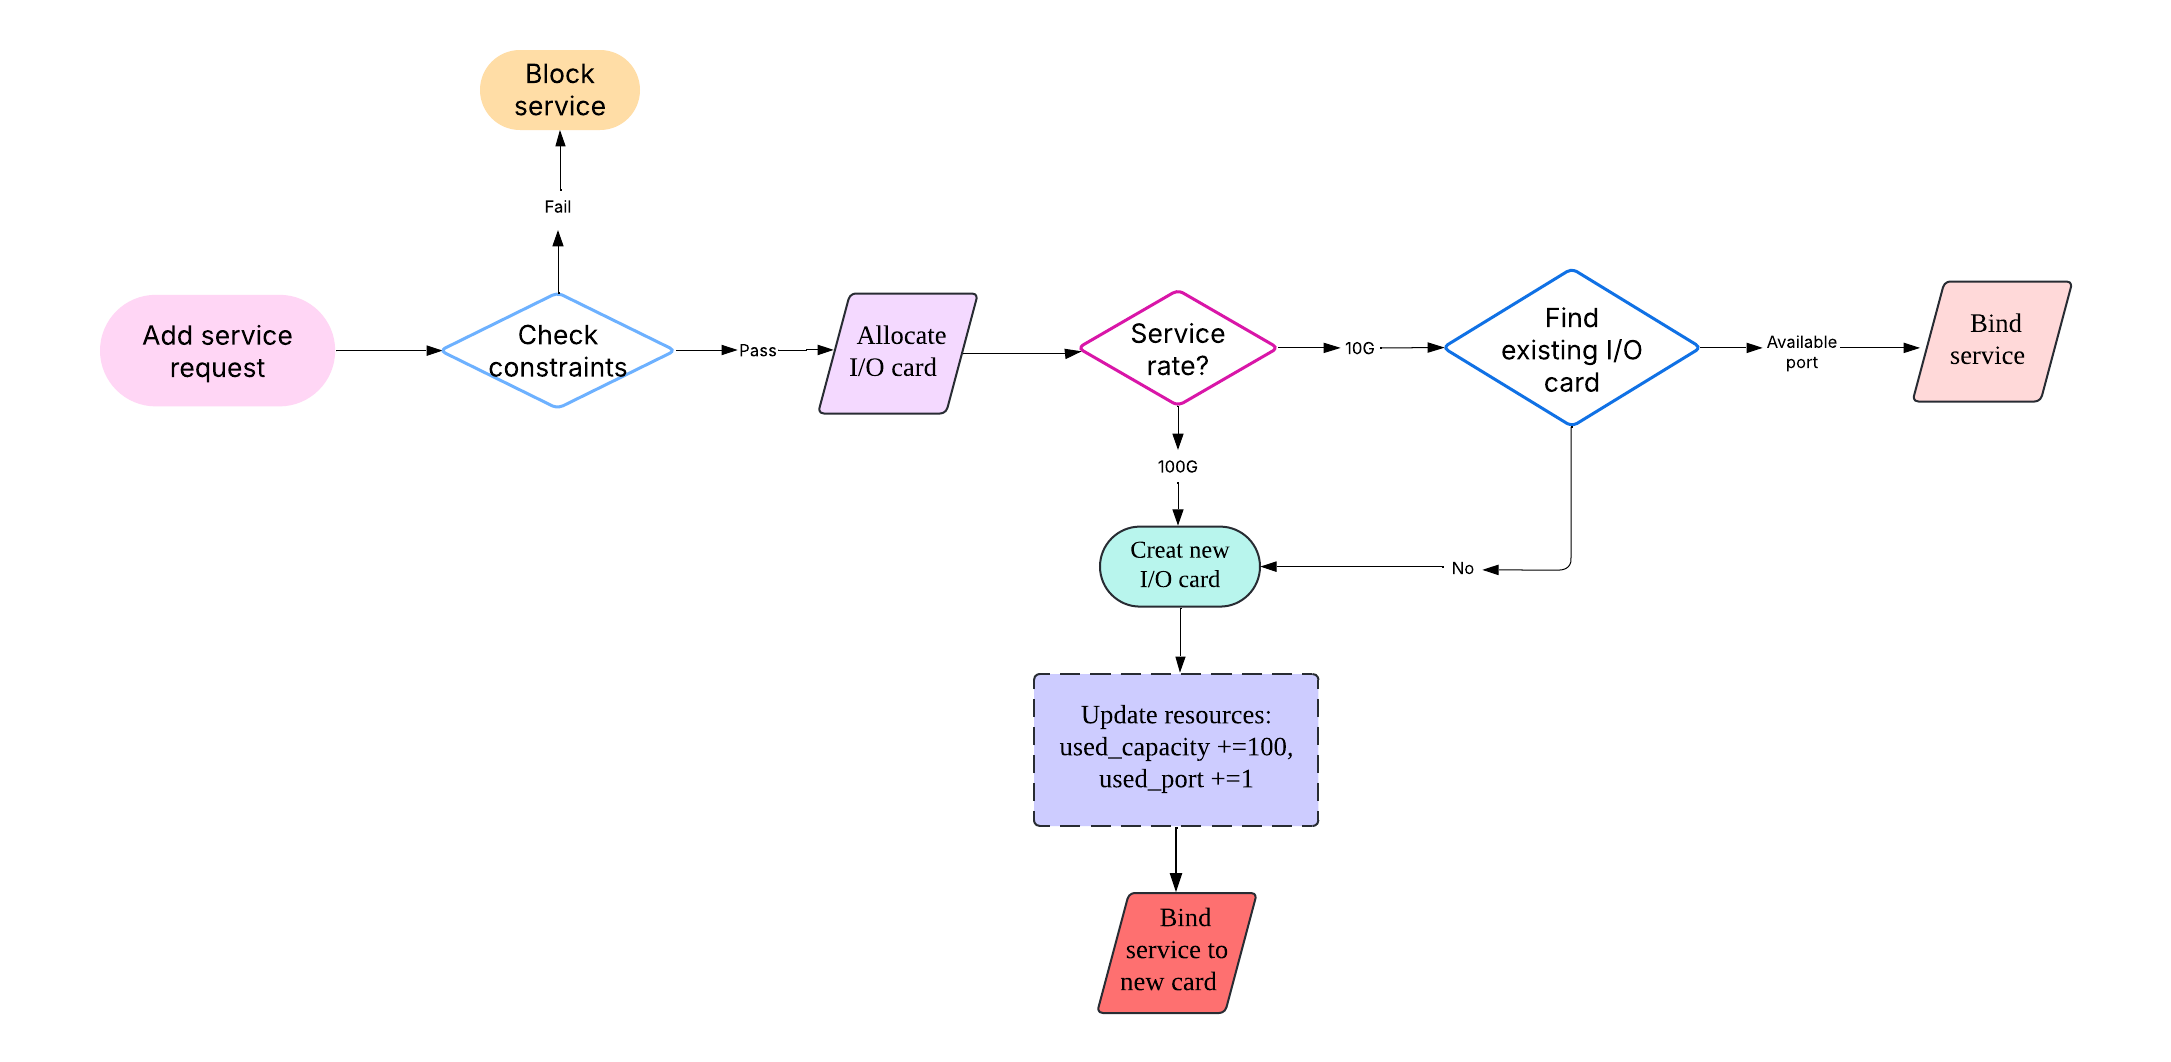 Block
service
Fail
Add service
request
Check
constraints
Pass
Allocate
I/O card
Service
rate?
10G
Find
existing I/O
card
Available
port
Bind
service
100G
Creat new
I/O card
No
Update resources:
used_capacity +=100,
used_port +=1
Bind
service to
new card